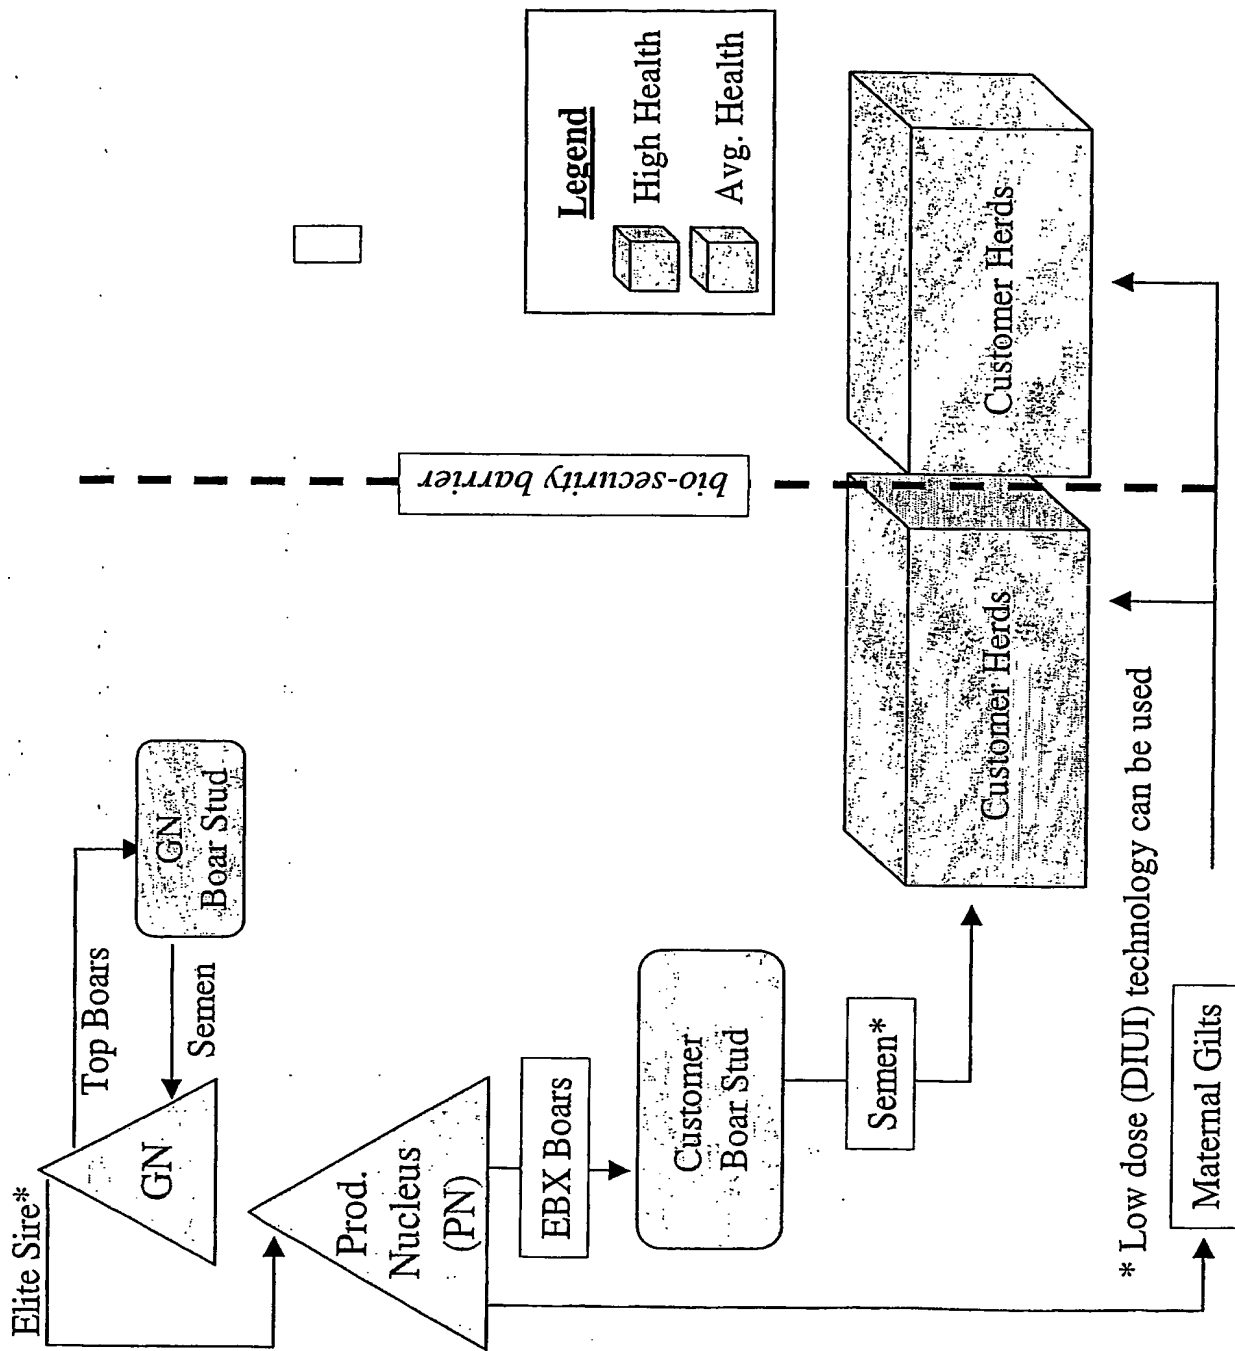 Elite Sire*
Top Boars
GN
GN
Boar Stud
Semen
Prod.
Nucleus
(PN)
EBX Boars
Customer
Boar Stud
Semen*
Customer Herds
Customer Herds
bio-security barrier
Legend
High Health
Avg. Health
* Low dose (DIUI) technology can be used
Maternal Gilts